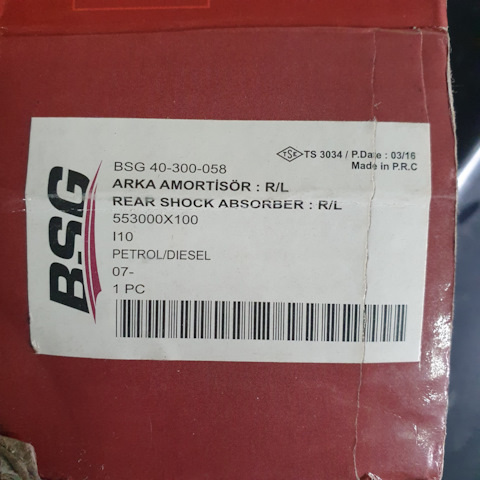 BSG
BSG 40-300-058
TSE TS 3034 / P.Date : 03/16
Made in P.R.C
ARKA AMORTİSÖR : R/L
REAR SHOCK ABSORBER : R/L
553000X100
I10
PETROL/DIESEL
07-
1 PC